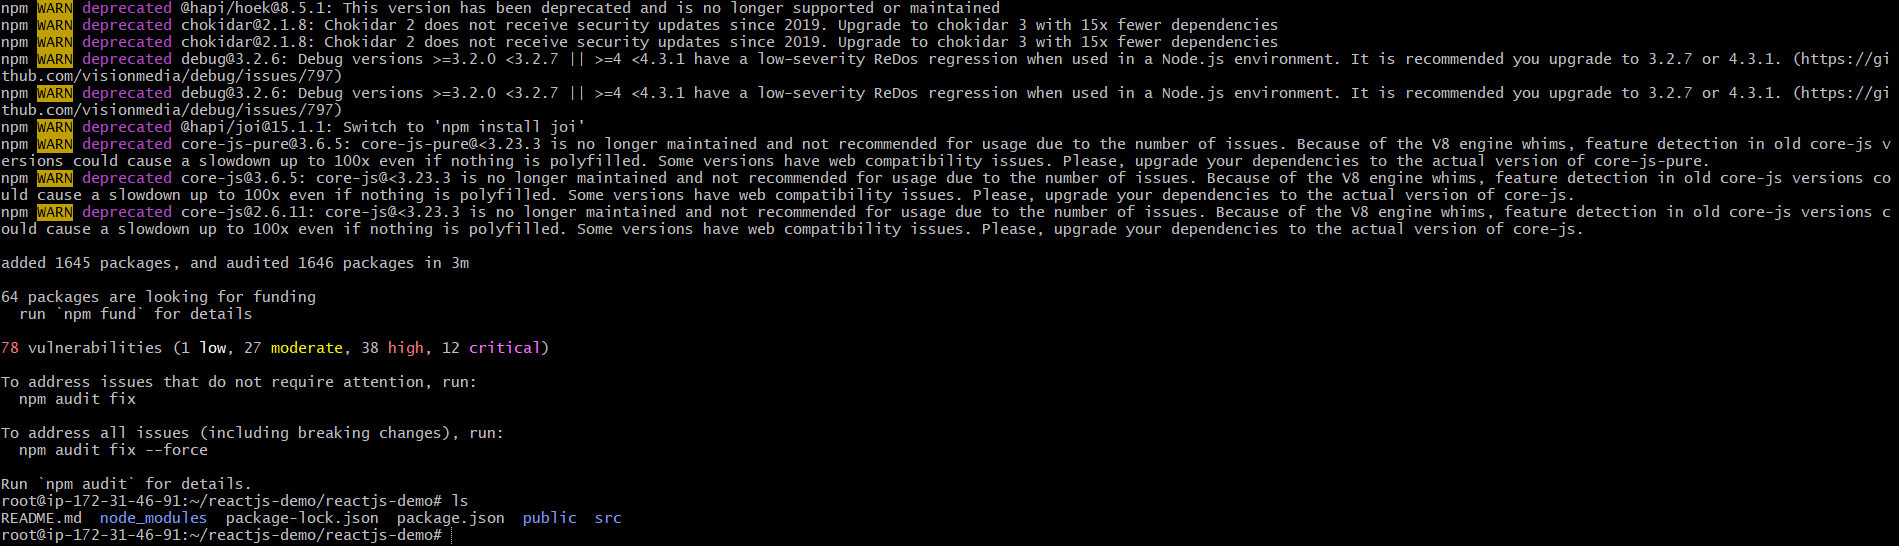 npm WARN deprecated @hapi/hoek@8.5.1: This version has been deprecated and is no longer supported or maintained
npm WARN deprecated chokidar@2.1.8: Chokidar 2 does not receive security updates since 2019. Upgrade to chokidar 3 with 15x fewer dependencies
npm WARN deprecated chokidar@2.1.8: Chokidar 2 does not receive security updates since 2019. Upgrade to chokidar 3 with 15x fewer dependencies
npm WARN deprecated debug@3.2.6: Debug versions >=3.2.0 <3.2.7 || >=4 <4.3.1 have a low-severity ReDos regression when used in a Node.js environment. It is recommended you upgrade to 3.2.7 or 4.3.1. (https://gi
thub.com/visionmedia/debug/issues/797)
npm WARN deprecated debug@3.2.6: Debug versions >=3.2.0 <3.2.7 || >=4 <4.3.1 have a low-severity ReDos regression when used in a Node.js environment. It is recommended you upgrade to 3.2.7 or 4.3.1. (https://gi
thub.com/visionmedia/debug/issues/797)
npm WARN deprecated @hapi/joi@15.1.1: Switch to 'npm install joi'
npm WARN deprecated core-js-pure@3.6.5: core-js-pure@<3.23.3 is no longer maintained and not recommended for usage due to the number of issues. Because of the V8 engine whims, feature detection in old core-js v
ersions could cause a slowdown up to 100x even if nothing is polyfilled. Some versions have web compatibility issues. Please, upgrade your dependencies to the actual version of core-js-pure.
npm WARN deprecated core-js@3.6.5: core-js@<3.23.3 is no longer maintained and not recommended for usage due to the number of issues. Because of the V8 engine whims, feature detection in old core-js versions co
uld cause a slowdown up to 100x even if nothing is polyfilled. Some versions have web compatibility issues. Please, upgrade your dependencies to the actual version of core-js.
npm WARN deprecated core-js@2.6.11: core-js@<3.23.3 is no longer maintained and not recommended for usage due to the number of issues. Because of the V8 engine whims, feature detection in old core-js versions c
ould cause a slowdown up to 100x even if nothing is polyfilled. Some versions have web compatibility issues. Please, upgrade your dependencies to the actual version of core-js.
added 1645 packages, and audited 1646 packages in 3m
64 packages are looking for funding
  run `npm fund` for details
78 vulnerabilities (1 low, 27 moderate, 38 high, 12 critical)
To address issues that do not require attention, run:
  npm audit fix
To address all issues (including breaking changes), run:
  npm audit fix --force
Run `npm audit` for details.
root@ip-172-31-46-91:~/reactjs-demo/reactjs-demo# ls
README.md  node_modules  package-lock.json  package.json  public  src
root@ip-172-31-46-91:~/reactjs-demo/reactjs-demo#